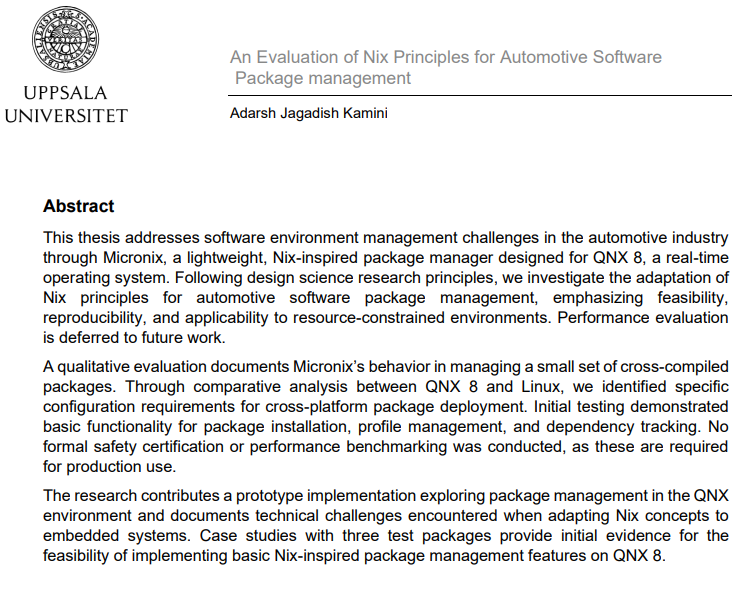 UPPSALA
UNIVERSITET
An Evaluation of Nix Principles for Automotive Software
Package management
Adarsh Jagadish Kamini
Abstract
This thesis addresses software environment management challenges in the automotive industry
through Micronix, a lightweight, Nix-inspired package manager designed for QNX 8, a real-time
operating system. Following design science research principles, we investigate the adaptation of
Nix principles for automotive software package management, emphasizing feasibility,
reproducibility, and applicability to resource-constrained environments. Performance evaluation
is deferred to future work.
A qualitative evaluation documents Micronix's behavior in managing a small set of cross-compiled
packages. Through comparative analysis between QNX 8 and Linux, we identified specific
configuration requirements for cross-platform package deployment. Initial testing demonstrated
basic functionality for package installation, profile management, and dependency tracking. No
formal safety certification or performance benchmarking was conducted, as these are required
for production use.
The research contributes a prototype implementation exploring package management in the QNX
environment and documents technical challenges encountered when adapting Nix concepts to
embedded systems. Case studies with three test packages provide initial evidence for the
feasibility of implementing basic Nix-inspired package management features on QNX 8.